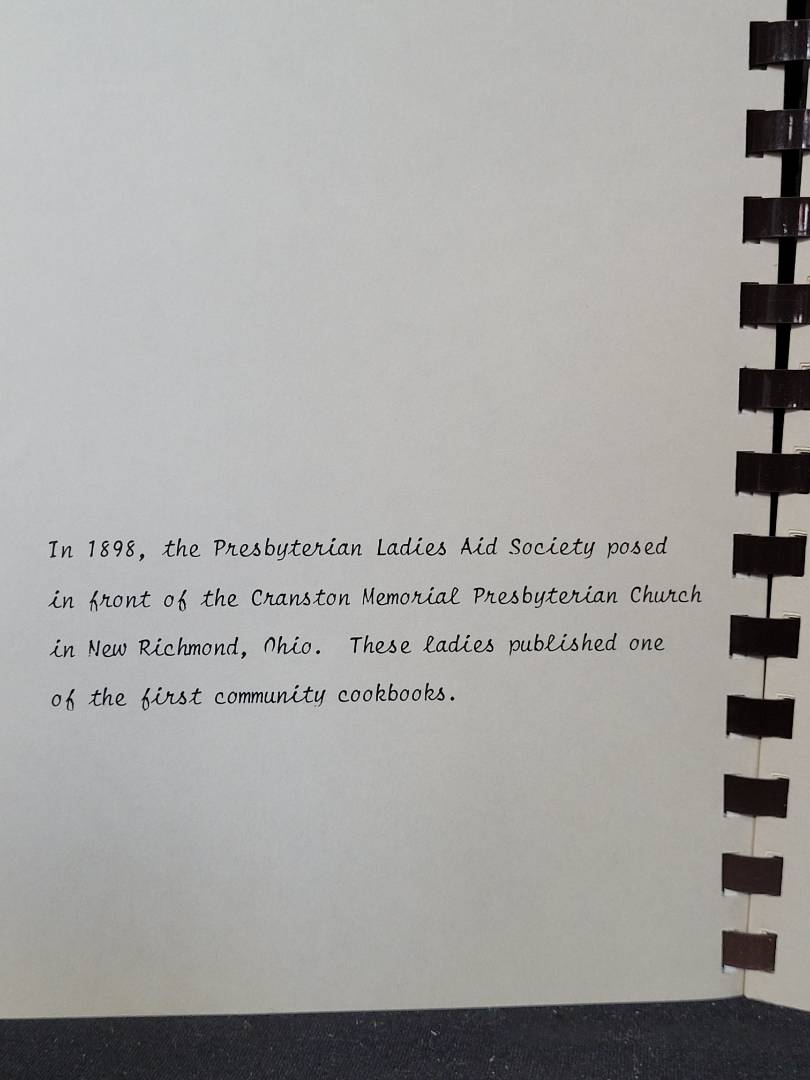 In 1898, the Presbyterian Ladies Aid Society posed
in front of the Cranston Memorial Presbyterian Church
in New Richmond, Ohio.  These ladies published one
of the first community cookbooks.